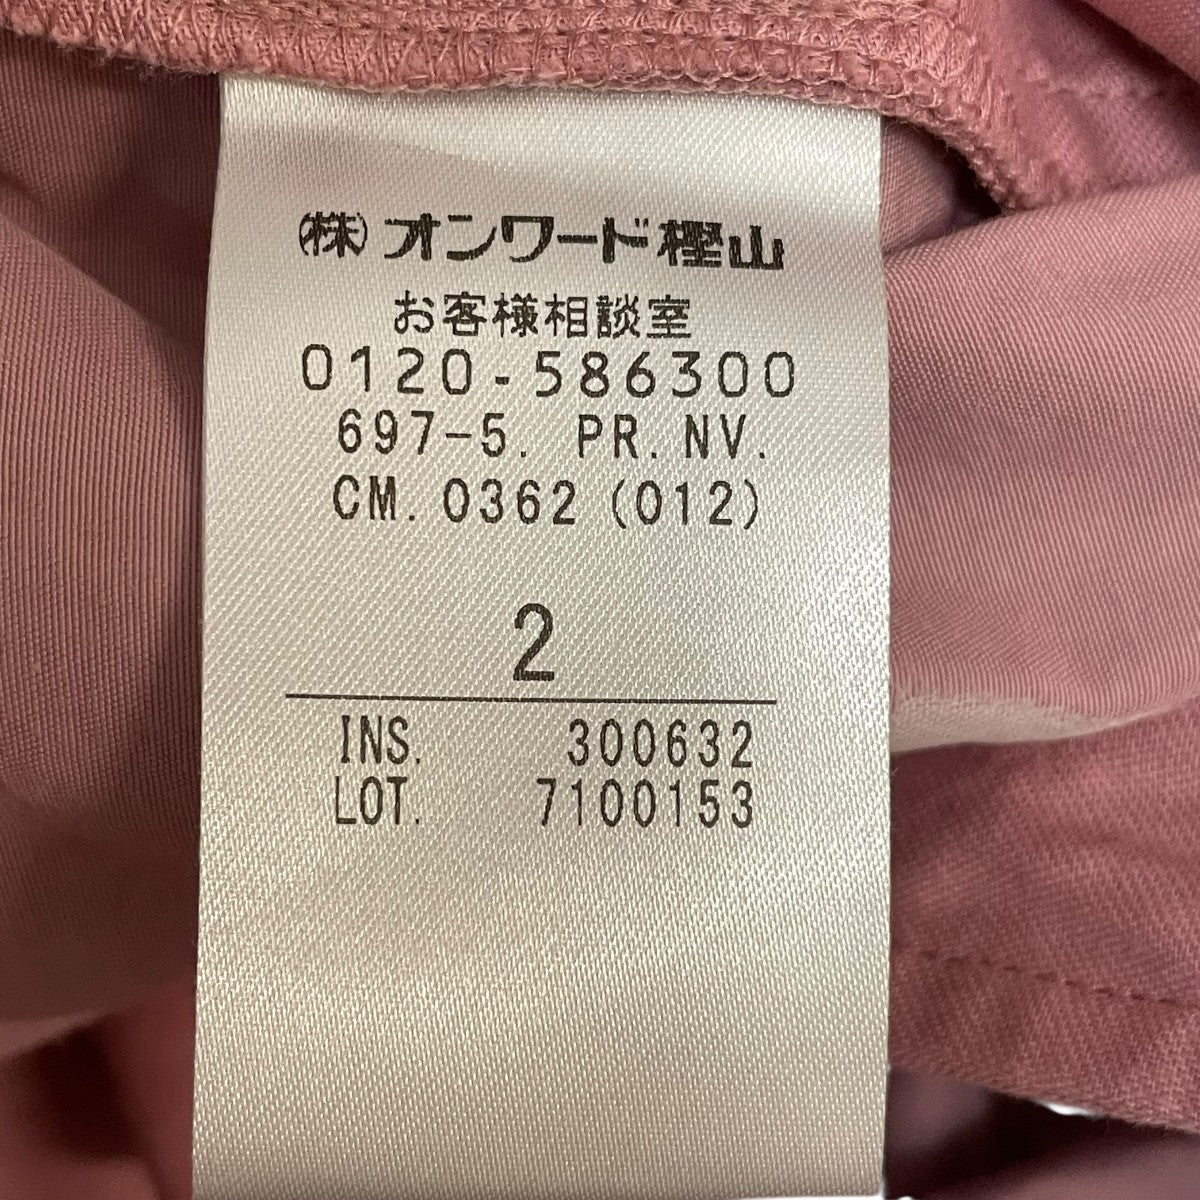 ㈱オンワード樫山
お客様相談室
0120-586300
697-5. PR. NV.
CM. 0362 (012)
2
INS. 300632
LOT. 7100153